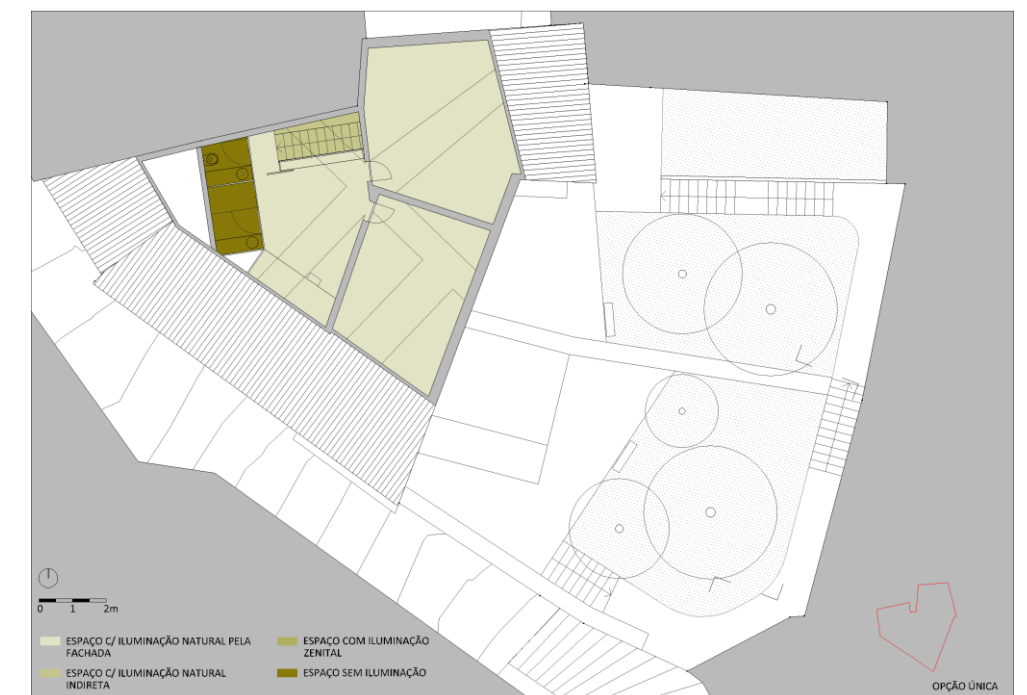 0 1 2m
ESPAÇO C/ ILUMINAÇÃO NATURAL PELA
FACHADA
ESPAÇO C/ ILUMINAÇÃO NATURAL
INDIRETA
ESPAÇO COM ILUMINAÇÃO
ZENITAL
ESPAÇO SEM ILUMINAÇÃO
OPÇÃO ÚNICA